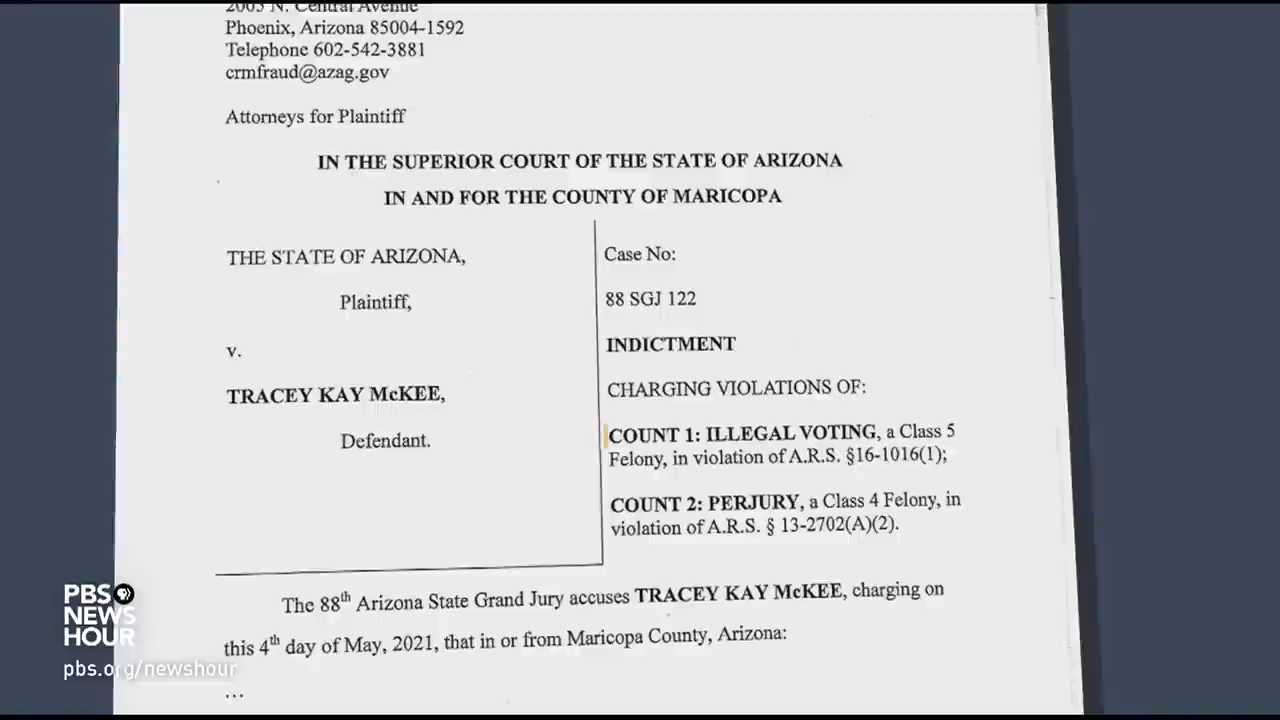 2005 N. Central Avenue
Phoenix, Arizona 85004-1592
Telephone 602-542-3881
crmfraud@azag.gov
Attorneys for Plaintiff
IN THE SUPERIOR COURT OF THE STATE OF ARIZONA
IN AND FOR THE COUNTY OF MARICOPA
THE STATE OF ARIZONA,
Plaintiff,
v.
TRACEY KAY McKEE,
Defendant.
Case No:
88 SGJ 122
INDICTMENT
CHARGING VIOLATIONS OF:
COUNT 1: ILLEGAL VOTING, a Class 5
Felony, in violation of A.R.S. §16-1016(1);
COUNT 2: PERJURY, a Class 4 Felony, in
violation of A.R.S. § 13-2702(A)(2).
The 88th Arizona State Grand Jury accuses TRACEY KAY McKEE, charging on
this 4th day of May, 2021, that in or from Maricopa County, Arizona:
...
PBS
NEWS
HOUR
pbs.org/newshour